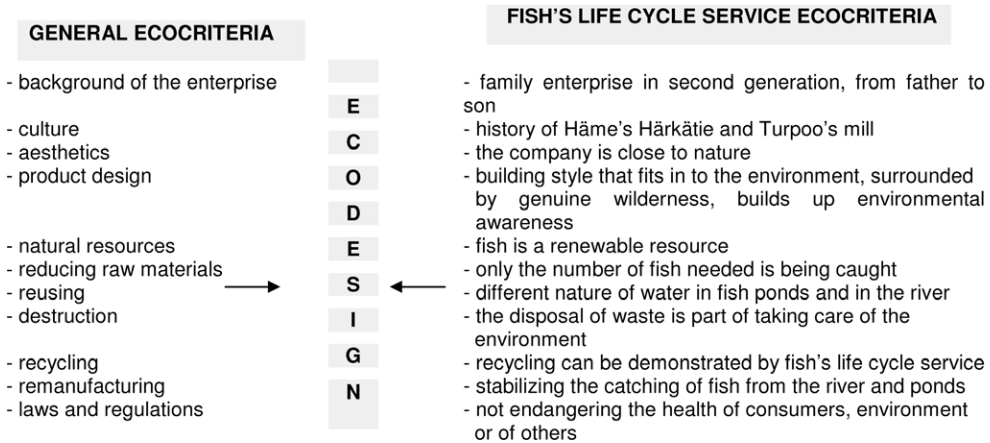 GENERAL ECOCRITERIA
- background of the enterprise
- culture
- aesthetics
- product design
- natural resources
- reducing raw materials
- reusing
- destruction
- recycling
- remanufacturing
- laws and regulations
E
C
O
D
E
S
I
G
N
FISH'S LIFE CYCLE SERVICE ECOCRITERIA
- family enterprise in second generation, from father to
son
- history of Häme's Härkätie and Turpoo's mill
- the company is close to nature
- building style that fits in to the environment, surrounded
by genuine wilderness, builds up environmental
awareness
- fish is a renewable resource
- only the number of fish needed is being caught
- different nature of water in fish ponds and in the river
- the disposal of waste is part of taking care of the
environment
- recycling can be demonstrated by fish's life cycle service
- stabilizing the catching of fish from the river and ponds
- not endangering the health of consumers, environment
or of others